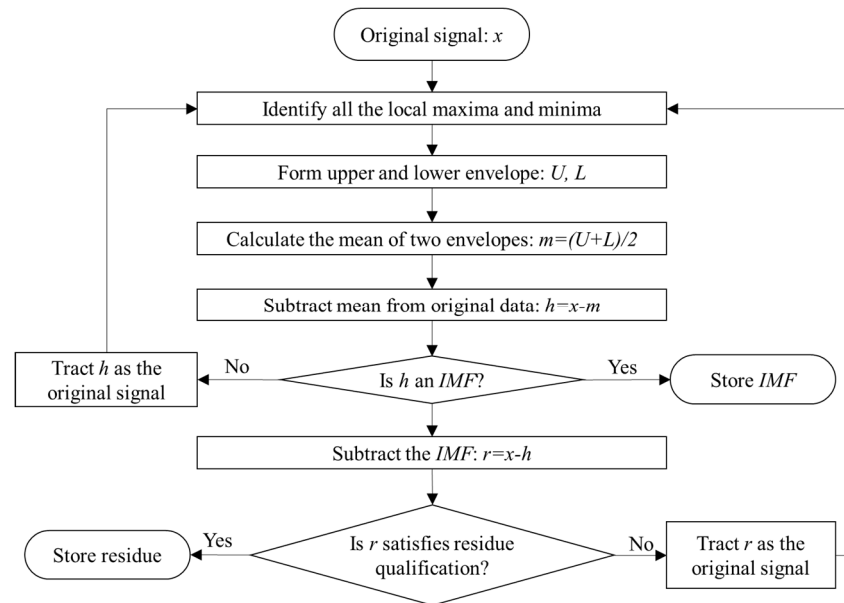 Original signal: x
Identify all the local maxima and minima
Form upper and lower envelope: U, L
Calculate the mean of two envelopes: m=(U+L)/2
Subtract mean from original data: h=x-m
Tract h as the
original signal
No
Is h an IMF?
Yes
Store IMF
Subtract the IMF: r=x-h
Store residue
Yes
Is r satisfies residue
qualification?
No
Tract r as the
original signal